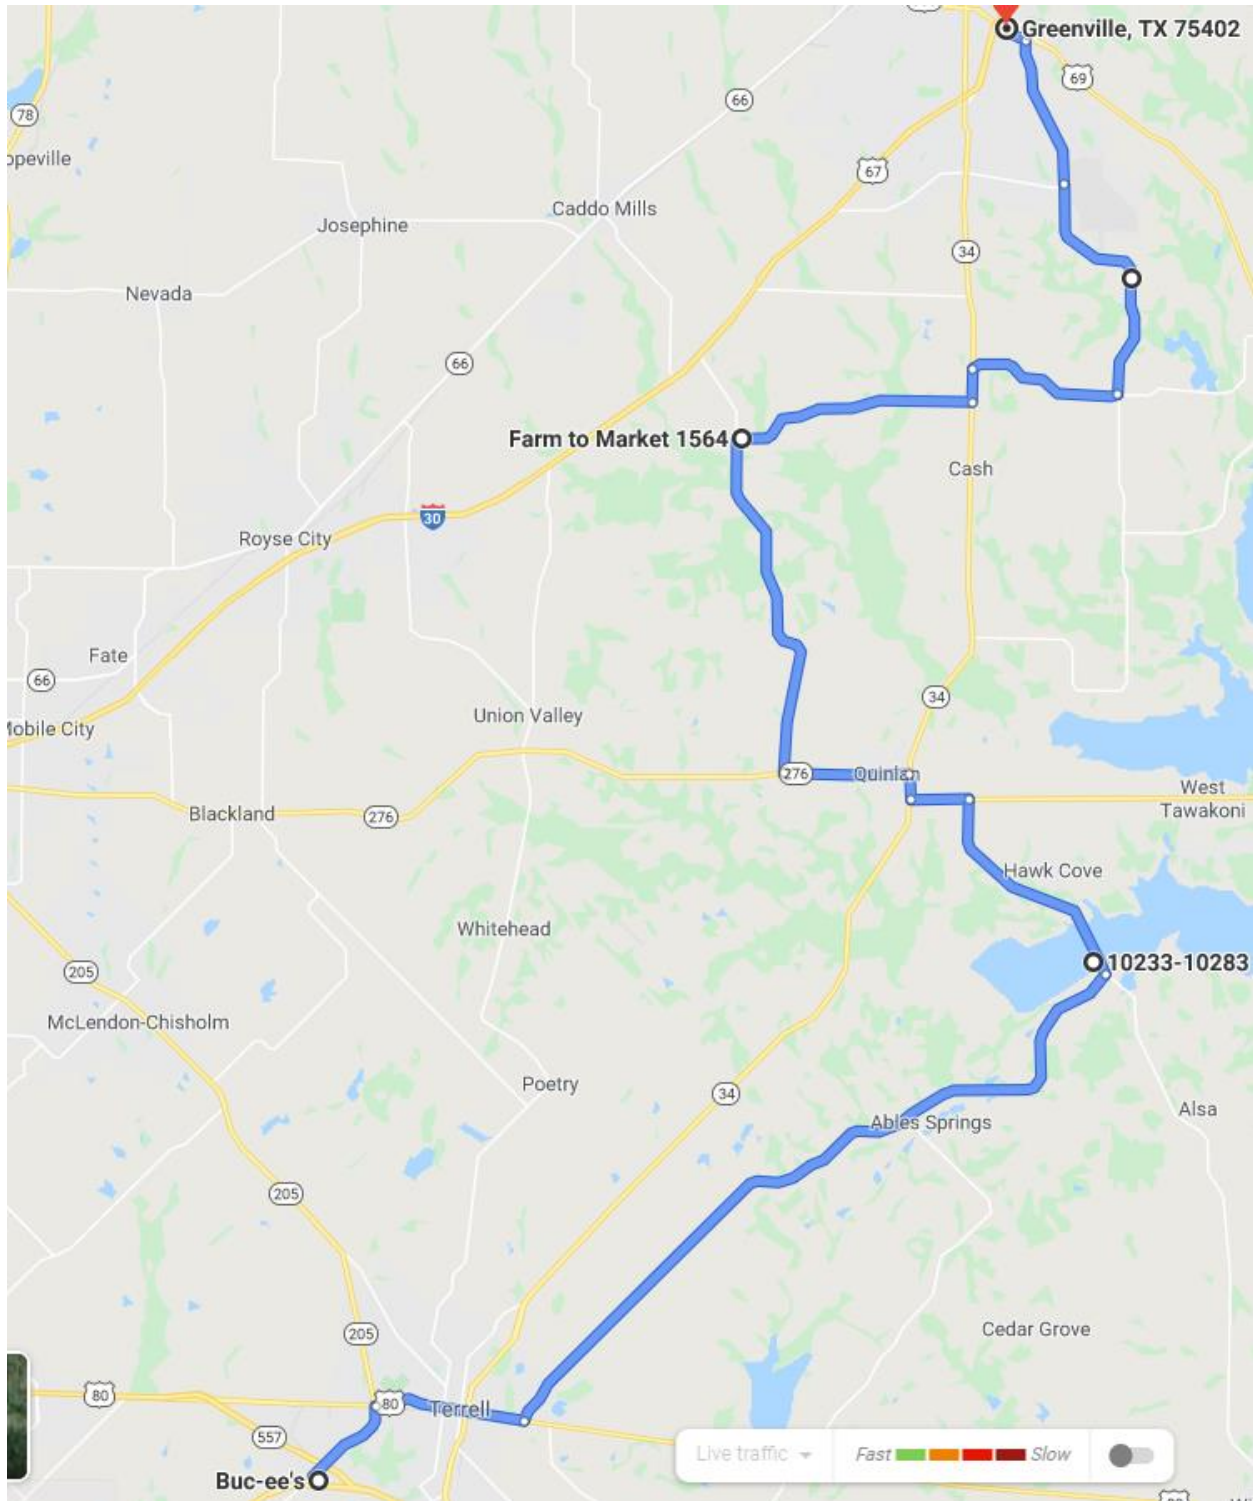 Greenville, TX 75402
69
66
78
67
Caddo Mills
Josephine
34
Nevada
66
Farm to Market 1564
Cash
30
Royse City
Fate
66
34
Union Valley
Mobile City
276
Quinlan
West
Tawakoni
Blackland
276
Hawk Cove
Whitehead
10233-10283
205
McLendon-Chisholm
Poetry
34
Alsa
Ables Springs
205
Cedar Grove
205
80
80
Terrell
557
Live traffic
Fast
Slow
Buc-ee's